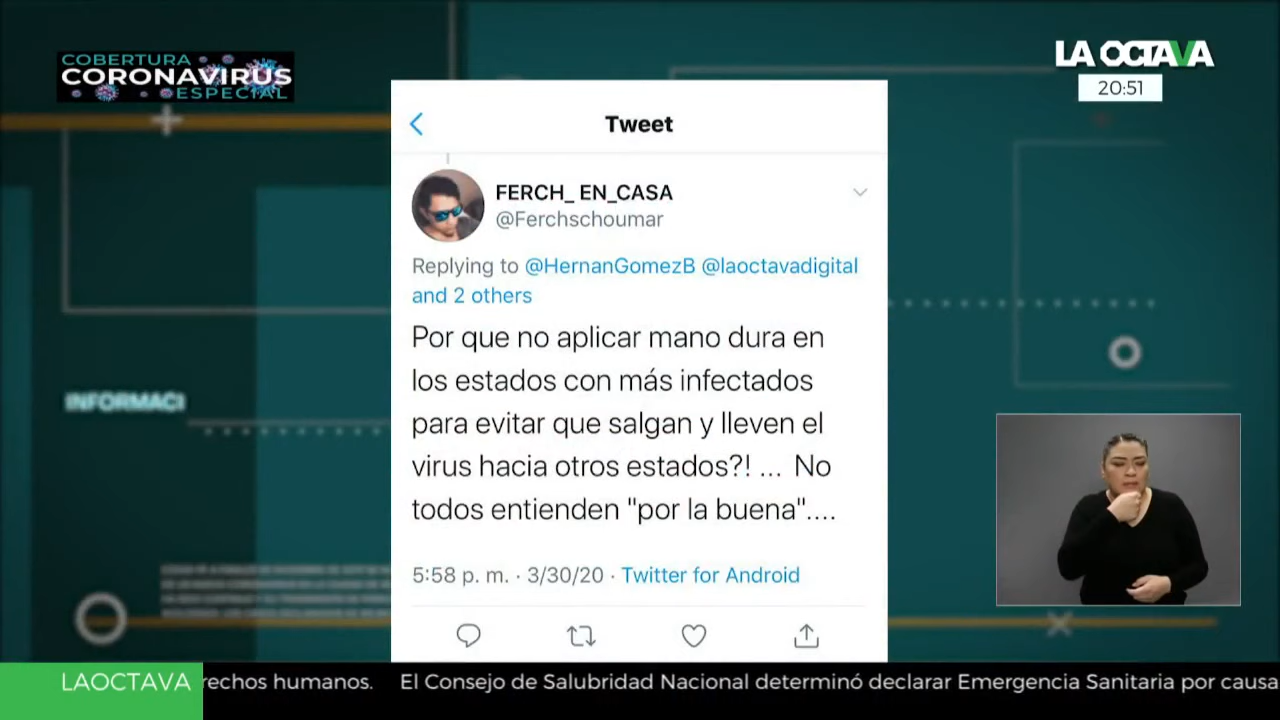 COBERTURA
CORONAVIRUS
ESPECIAL
LA OCTAVA
20:51
Tweet
FERCH_ EN_CASA
@Ferchschoumar
Replying to @HernanGomezB @laoctavadigital
and 2 others
Por que no aplicar mano dura en
los estados con más infectados
para evitar que salgan y lleven el
virus hacia otros estados?! ... No
todos entienden "por la buena"....
5:58 p. m. · 3/30/20 · Twitter for Android
INFORMACI
LAOCTAVA
rechos humanos. El Consejo de Salubridad Nacional determinó declarar Emergencia Sanitaria por causa